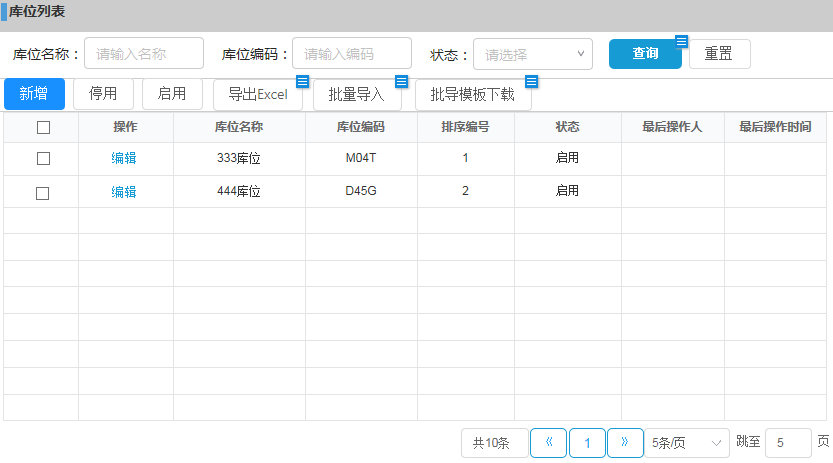 库位列表
库位名称： 请输入名称 库位编码： 请输入编码 状态： 请选择 查询 重置
新增 停用 启用 导出Excel 批量导入 批导模板下载
操作 库位名称 库位编码 排序编号 状态 最后操作人 最后操作时间
编辑 333库位 M04T 1 启用
编辑 444库位 D45G 2 启用
共10条 《 1 》 5条/页 跳至 5 页